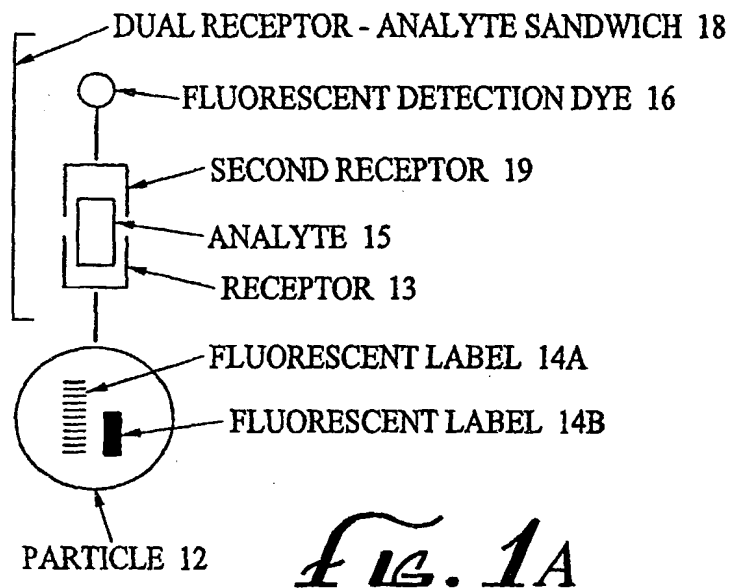 DUAL RECEPTOR - ANALYTE SANDWICH 18
FLUORESCENT DETECTION DYE 16
SECOND RECEPTOR 19
ANALYTE 15
RECEPTOR 13
FLUORESCENT LABEL 14A
FLUORESCENT LABEL 14B
PARTICLE 12
FIG. 1A